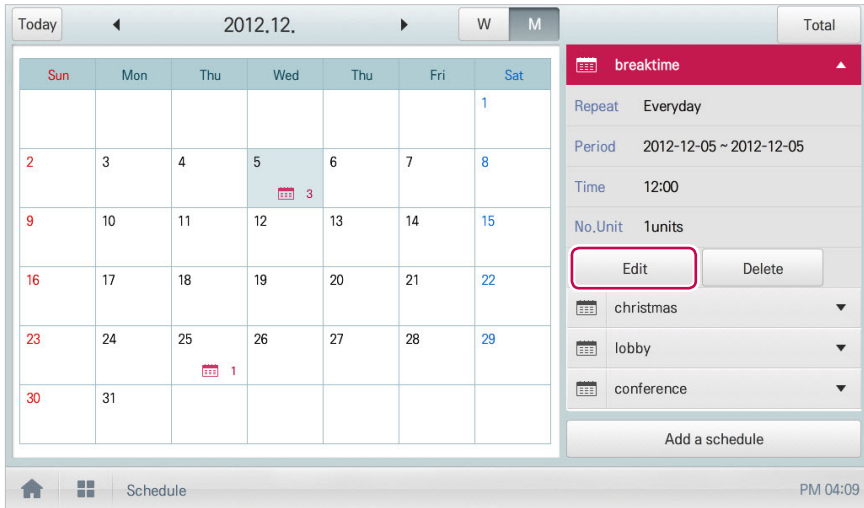 Today 2012.12. W M Total
Sun Mon Thu Wed Thu Fri Sat
1
2 3 4 5 6 7 8
3
9 10 11 12 13 14 15
16 17 18 19 20 21 22
23 24 25 26 27 28 29
1
30 31
breaktime
Repeat Everyday
Period 2012-12-05 ~ 2012-12-05
Time 12:00
No.Unit 1units
Edit Delete
christmas
lobby
conference
Add a schedule
Schedule PM 04:09